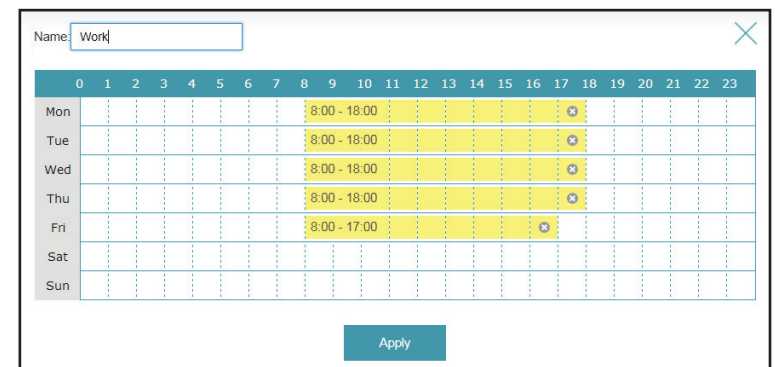 Name: Work
0 1 2 3 4 5 6 7 8 9 10 11 12 13 14 15 16 17 18 19 20 21 22 23
Mon 8:00 - 18:00
Tue 8:00 - 18:00
Wed 8:00 - 18:00
Thu 8:00 - 18:00
Fri 8:00 - 17:00
Sat
Sun
Apply